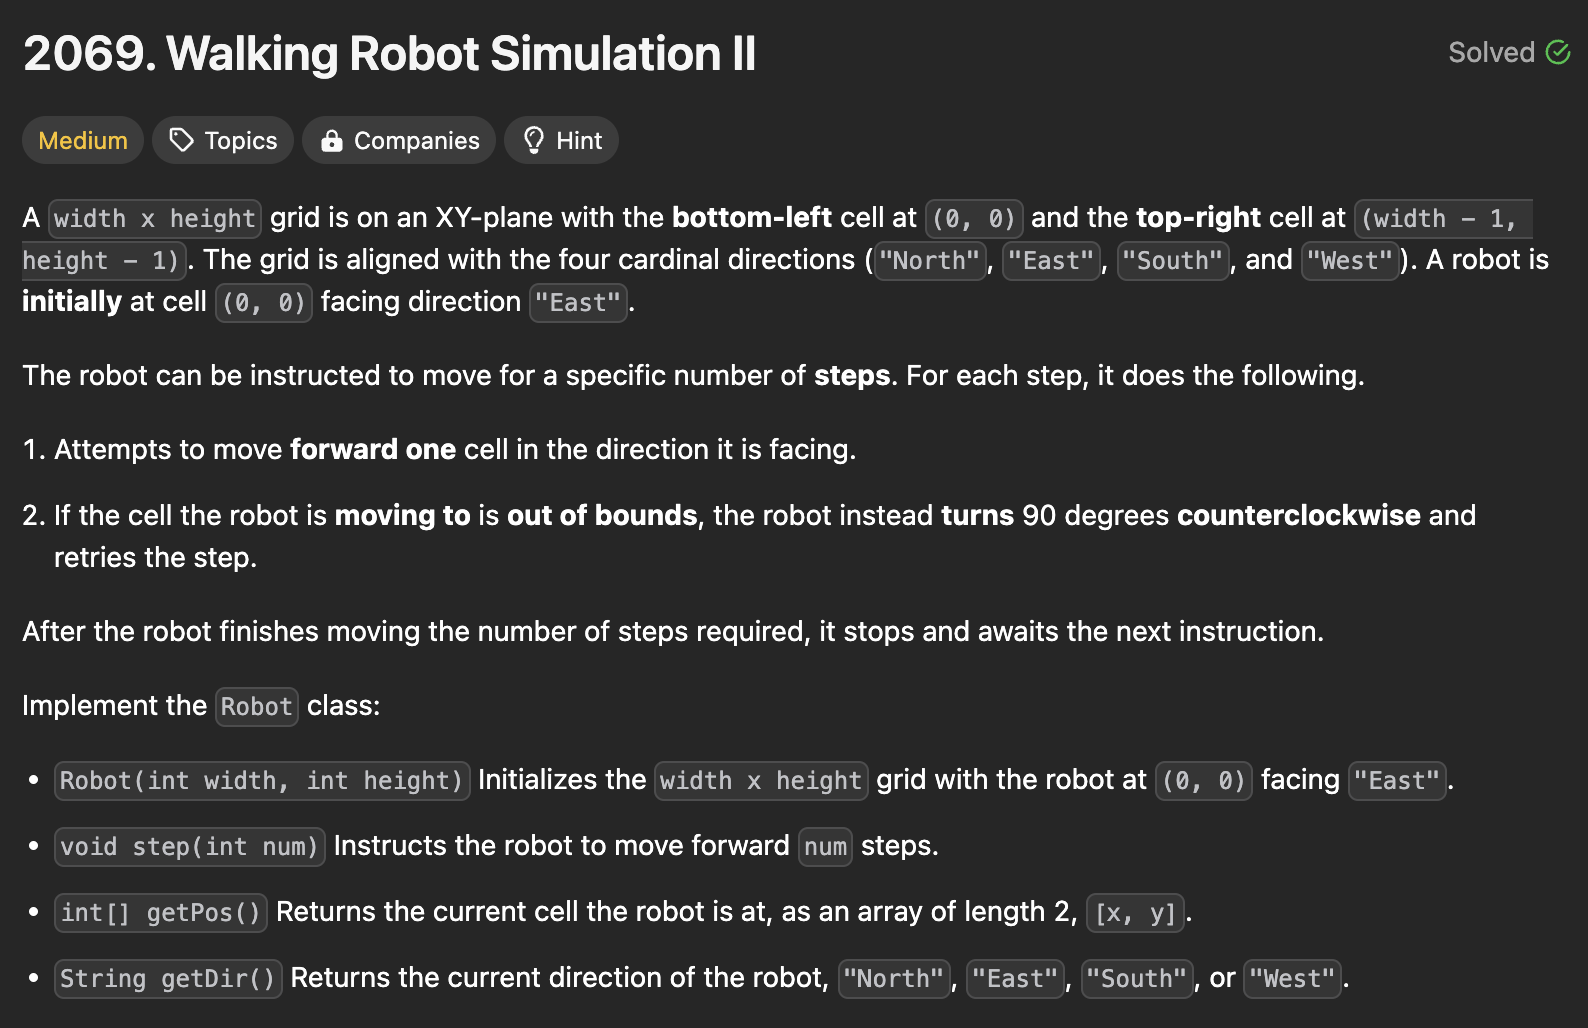 2069. Walking Robot Simulation II
Solved
Medium
Topics
Companies
Hint
A width x height grid is on an XY-plane with the bottom-left cell at (0, 0) and the top-right cell at (width - 1,
height - 1). The grid is aligned with the four cardinal directions ("North", "East", "South", and "West"). A robot is
initially at cell (0, 0) facing direction "East".
The robot can be instructed to move for a specific number of steps. For each step, it does the following.
1. Attempts to move forward one cell in the direction it is facing.
2. If the cell the robot is moving to is out of bounds, the robot instead turns 90 degrees counterclockwise and
retries the step.
After the robot finishes moving the number of steps required, it stops and awaits the next instruction.
Implement the Robot class:
• Robot(int width, int height) Initializes the width x height grid with the robot at (0, 0) facing "East".
• void step(int num) Instructs the robot to move forward num steps.
• int[] getPos() Returns the current cell the robot is at, as an array of length 2, [x, y].
• String getDir() Returns the current direction of the robot, "North", "East", "South", or "West".